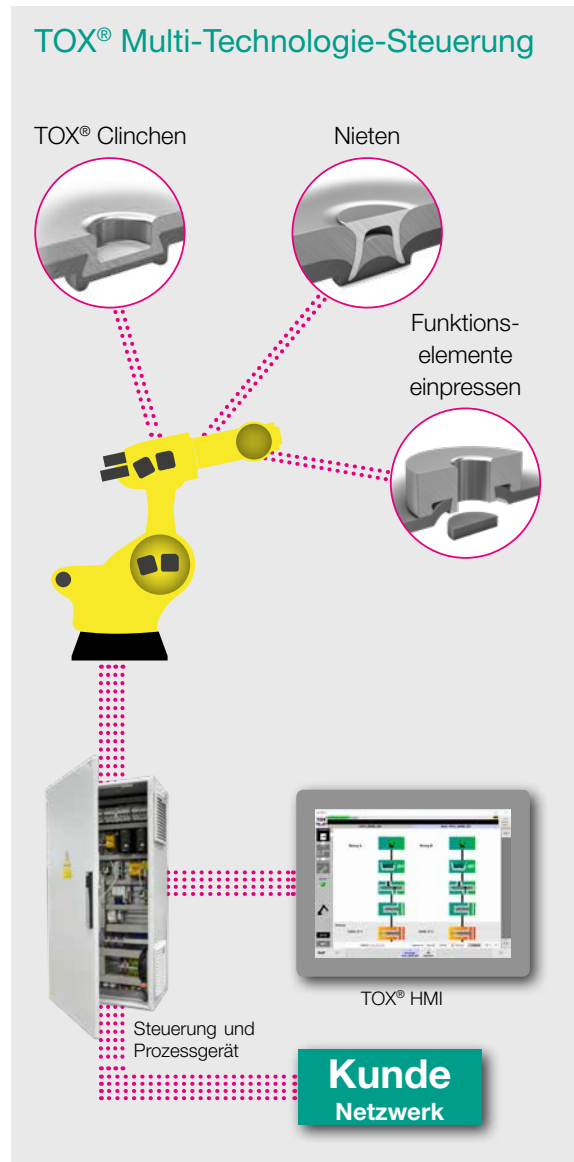 TOX® Multi-Technologie-Steuerung
TOX® Clinchen
Nieten
Funktions-
elemente
einpressen
TOX® HMI
Steuerung und
Prozessgerät
Kunde
Netzwerk